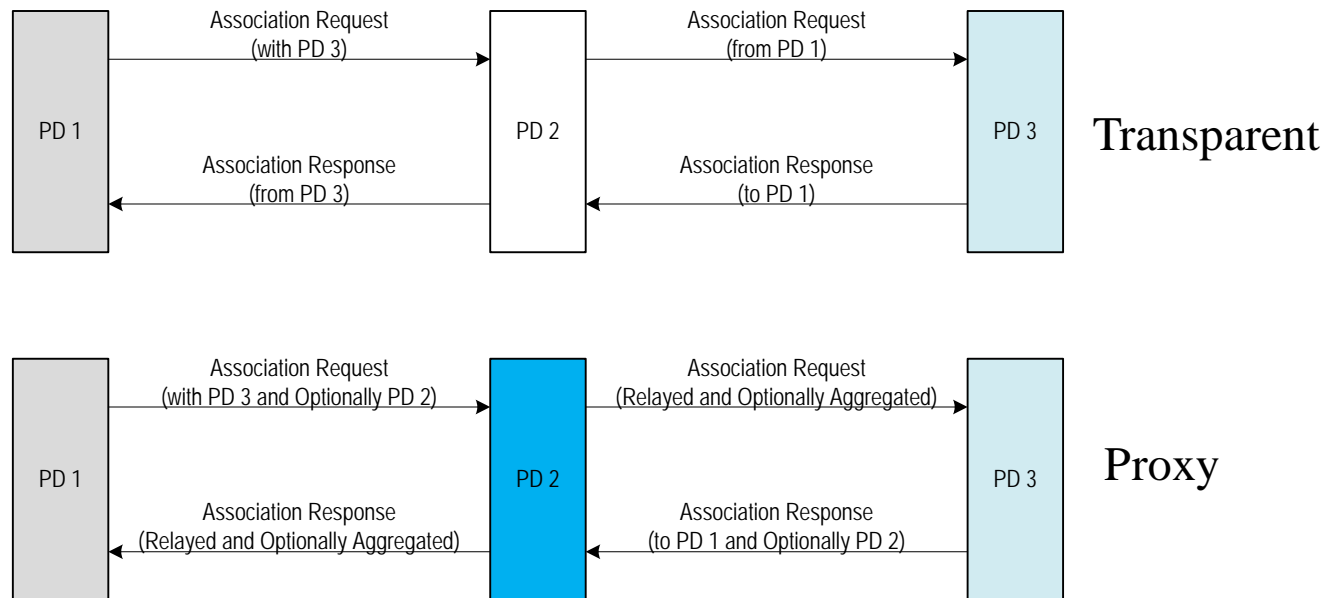 Association Request
(with PD 3)
Association Request
(from PD 1)
PD 1
PD 2
PD 3
Transparent
Association Response
(from PD 3)
Association Response
(to PD 1)
Association Request
(with PD 3 and Optionally PD 2)
Association Request
(Relayed and Optionally Aggregated)
PD 1
PD 2
PD 3
Proxy
Association Response
(Relayed and Optionally Aggregated)
Association Response
(to PD 1 and Optionally PD 2)